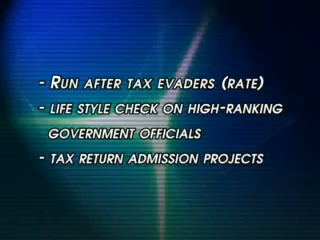 - Run after tax evaders (rate)
- life style check on high-ranking
government officials
- tax return admission projects